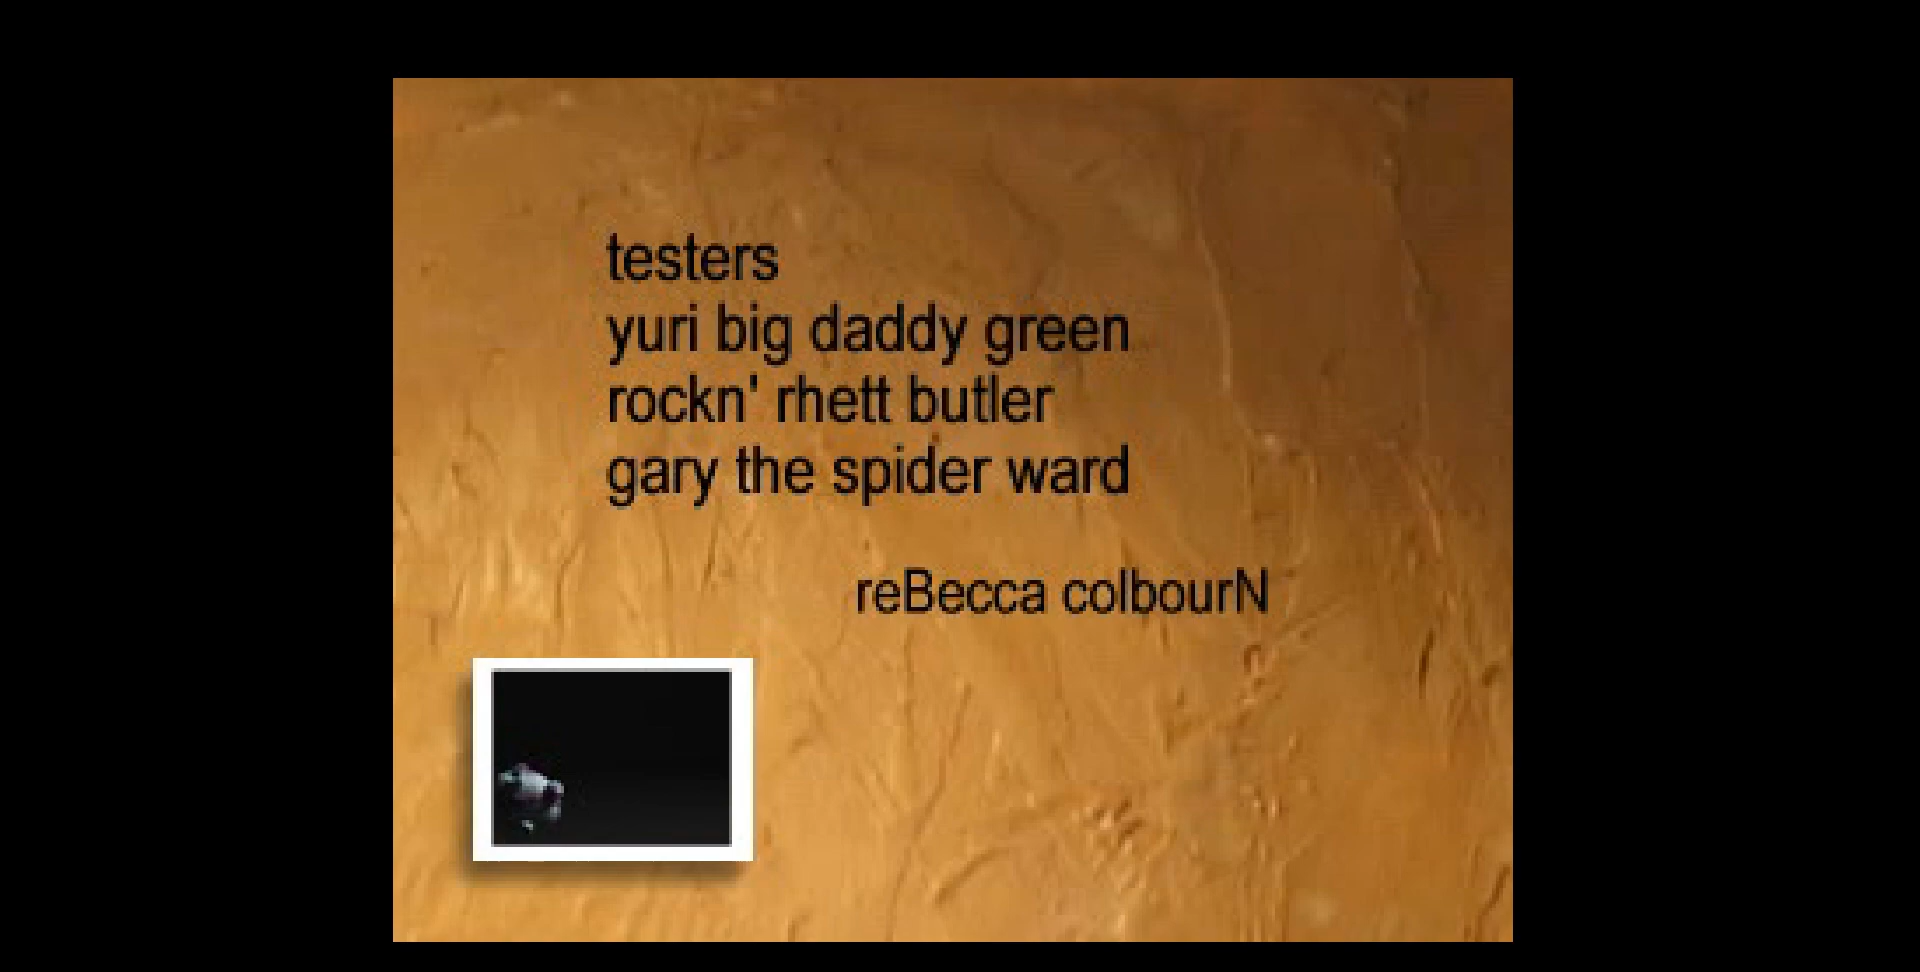 testers
yuri big daddy green
rockn' rhett butler
gary the spider ward
reBecca colbourN